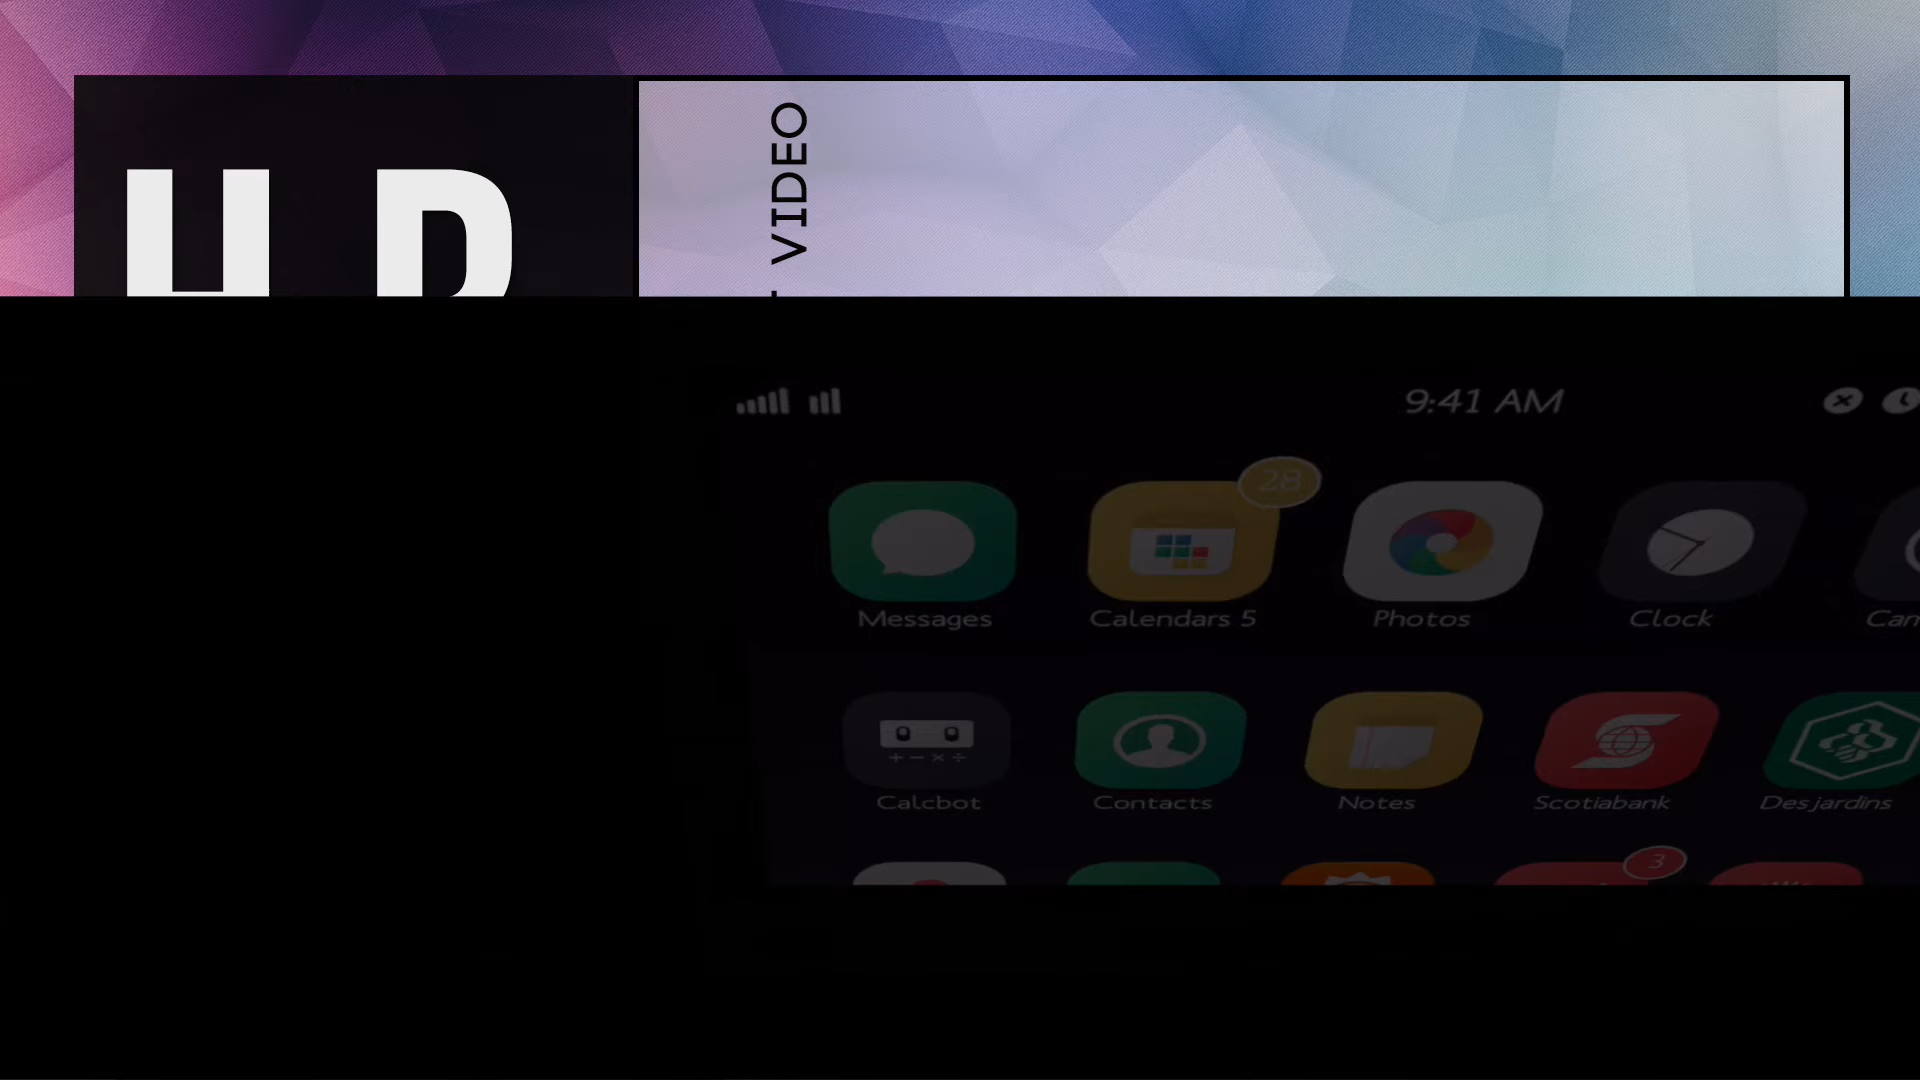 VIDEO
9:41 AM
28
Messages
Calendars 5
Photos
Clock
Calcbot
Contacts
Notes
Scotiabank
Desjardins
3